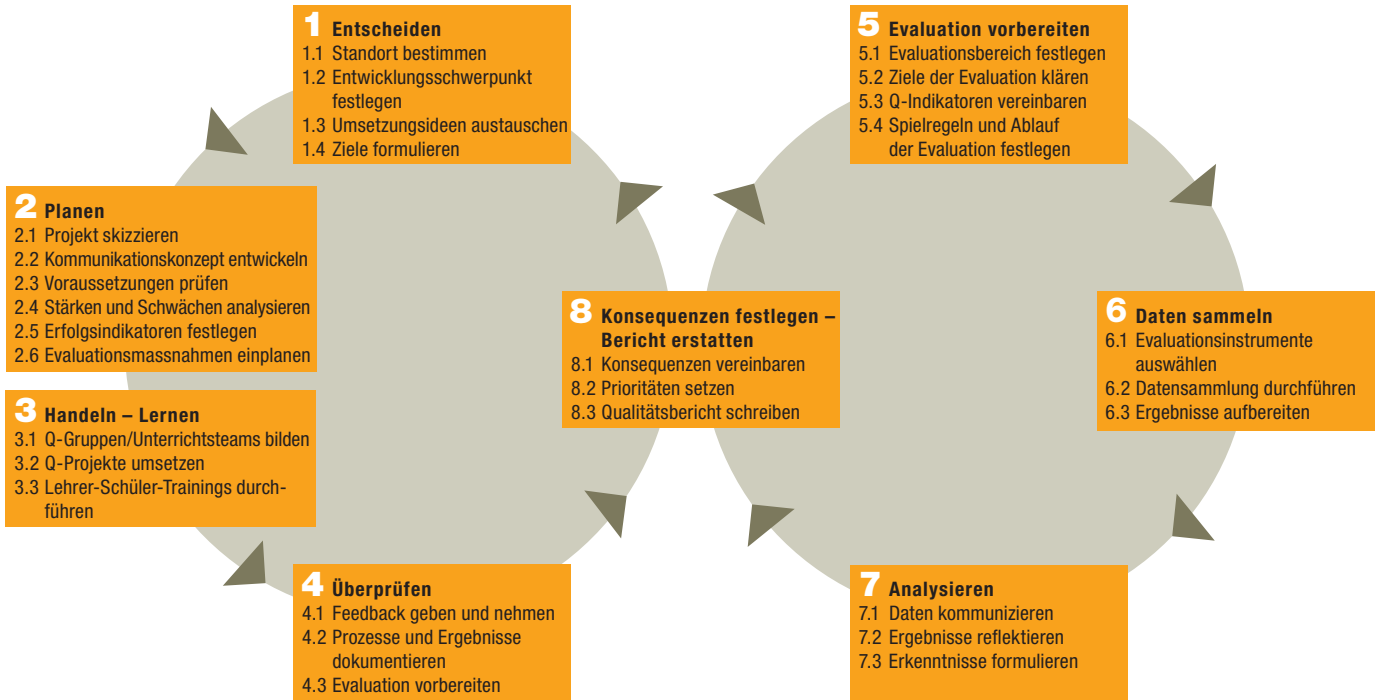 1 Entscheiden
1.1 Standort bestimmen
1.2 Entwicklungsschwerpunkt
festlegen
1.3 Umsetzungsideen austauschen
1.4 Ziele formulieren
2 Planen
2.1 Projekt skizzieren
2.2 Kommunikationskonzept entwickeln
2.3 Voraussetzungen prüfen
2.4 Stärken und Schwächen analysieren
2.5 Erfolgsindikatoren festlegen
2.6 Evaluationsmassnahmen einplanen
3 Handeln – Lernen
3.1 Q-Gruppen/Unterrichtsteams bilden
3.2 Q-Projekte umsetzen
3.3 Lehrer-Schüler-Trainings durch-
führen
4 Überprüfen
4.1 Feedback geben und nehmen
4.2 Prozesse und Ergebnisse
dokumentieren
4.3 Evaluation vorbereiten
5 Evaluation vorbereiten
5.1 Evaluationsbereich festlegen
5.2 Ziele der Evaluation klären
5.3 Q-Indikatoren vereinbaren
5.4 Spielregeln und Ablauf
der Evaluation festlegen
6 Daten sammeln
6.1 Evaluationsinstrumente
auswählen
6.2 Datensammlung durchführen
6.3 Ergebnisse aufbereiten
7 Analysieren
7.1 Daten kommunizieren
7.2 Ergebnisse reflektieren
7.3 Erkenntnisse formulieren
8 Konsequenzen festlegen –
Bericht erstatten
8.1 Konsequenzen vereinbaren
8.2 Prioritäten setzen
8.3 Qualitätsbericht schreiben